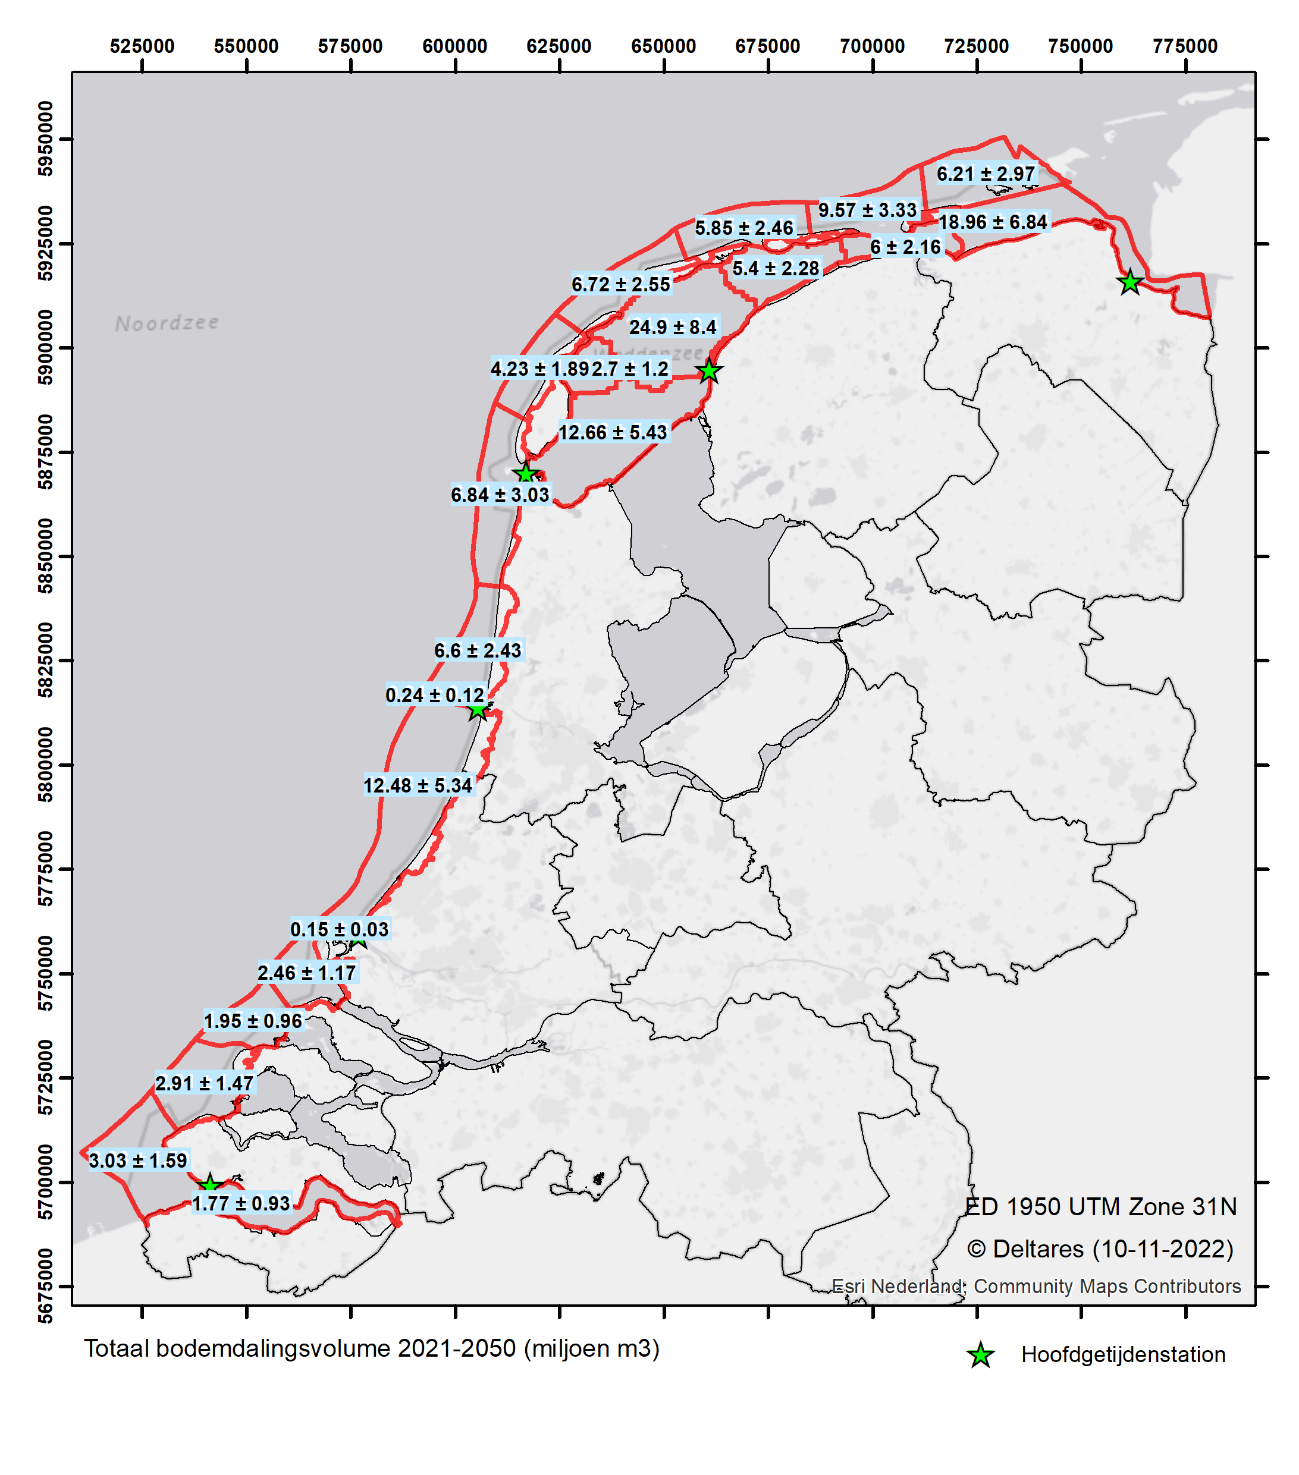 525000 550000 575000 600000 625000 650000 675000 700000 725000 750000 775000
5950000
5925000
5900000
5875000
5850000
5825000
5800000
5775000
5750000
5725000
5700000
5675000
Noordzee
Waddenzee
6.21 ± 2.97
9.57 ± 3.33
18.96 ± 6.84
5.85 ± 2.46
6 ± 2.16
5.4 ± 2.28
6.72 ± 2.55
24.9 ± 8.4
4.23 ± 1.89
2.7 ± 1.2
12.66 ± 5.43
6.84 ± 3.03
6.6 ± 2.43
0.24 ± 0.12
12.48 ± 5.34
0.15 ± 0.03
2.46 ± 1.17
1.95 ± 0.96
2.91 ± 1.47
3.03 ± 1.59
1.77 ± 0.93
ED 1950 UTM Zone 31N
© Deltares (10-11-2022)
Esri Nederland, Community Maps Contributors
Totaal bodemdalingsvolume 2021-2050 (miljoen m3)
Hoofdgetijdenstation